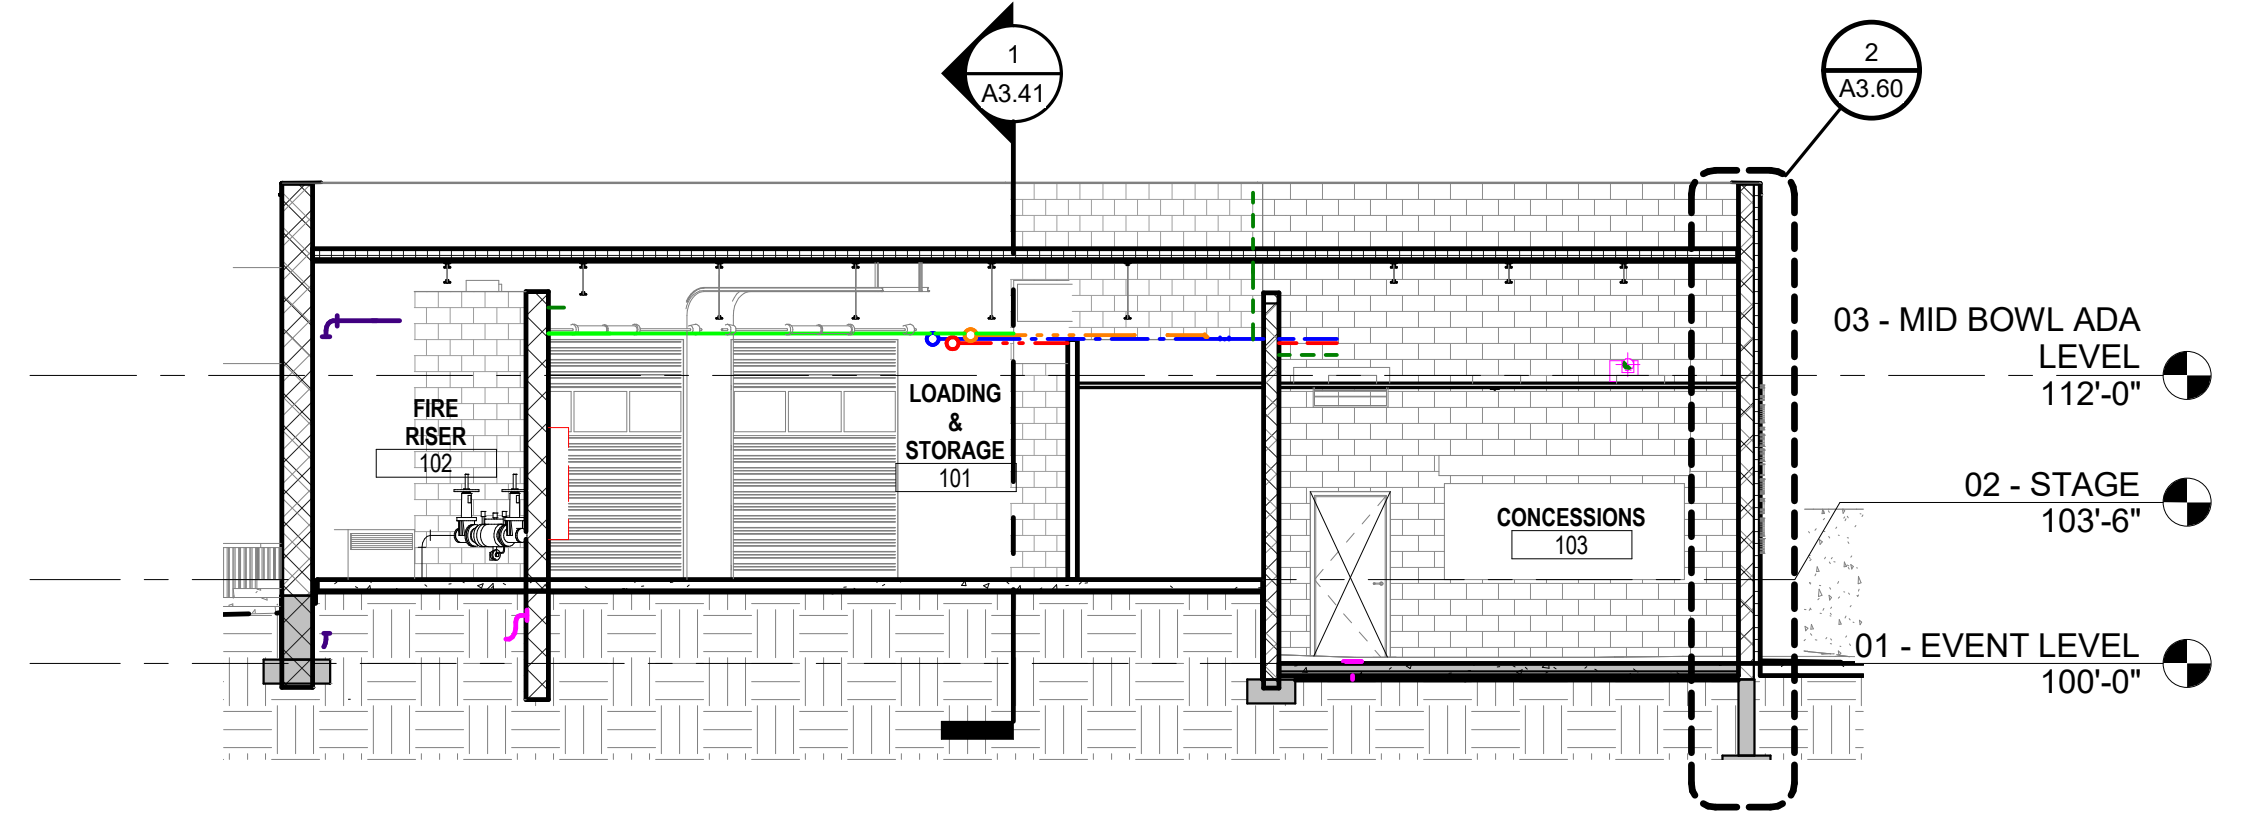 1
A3.41
2
A3.60
03 - MID BOWL ADA
LEVEL
112'-0"
FIRE
RISER
102
LOADING
&
STORAGE
101
02 - STAGE
103'-6"
CONCESSIONS
103
01 - EVENT LEVEL
100'-0"